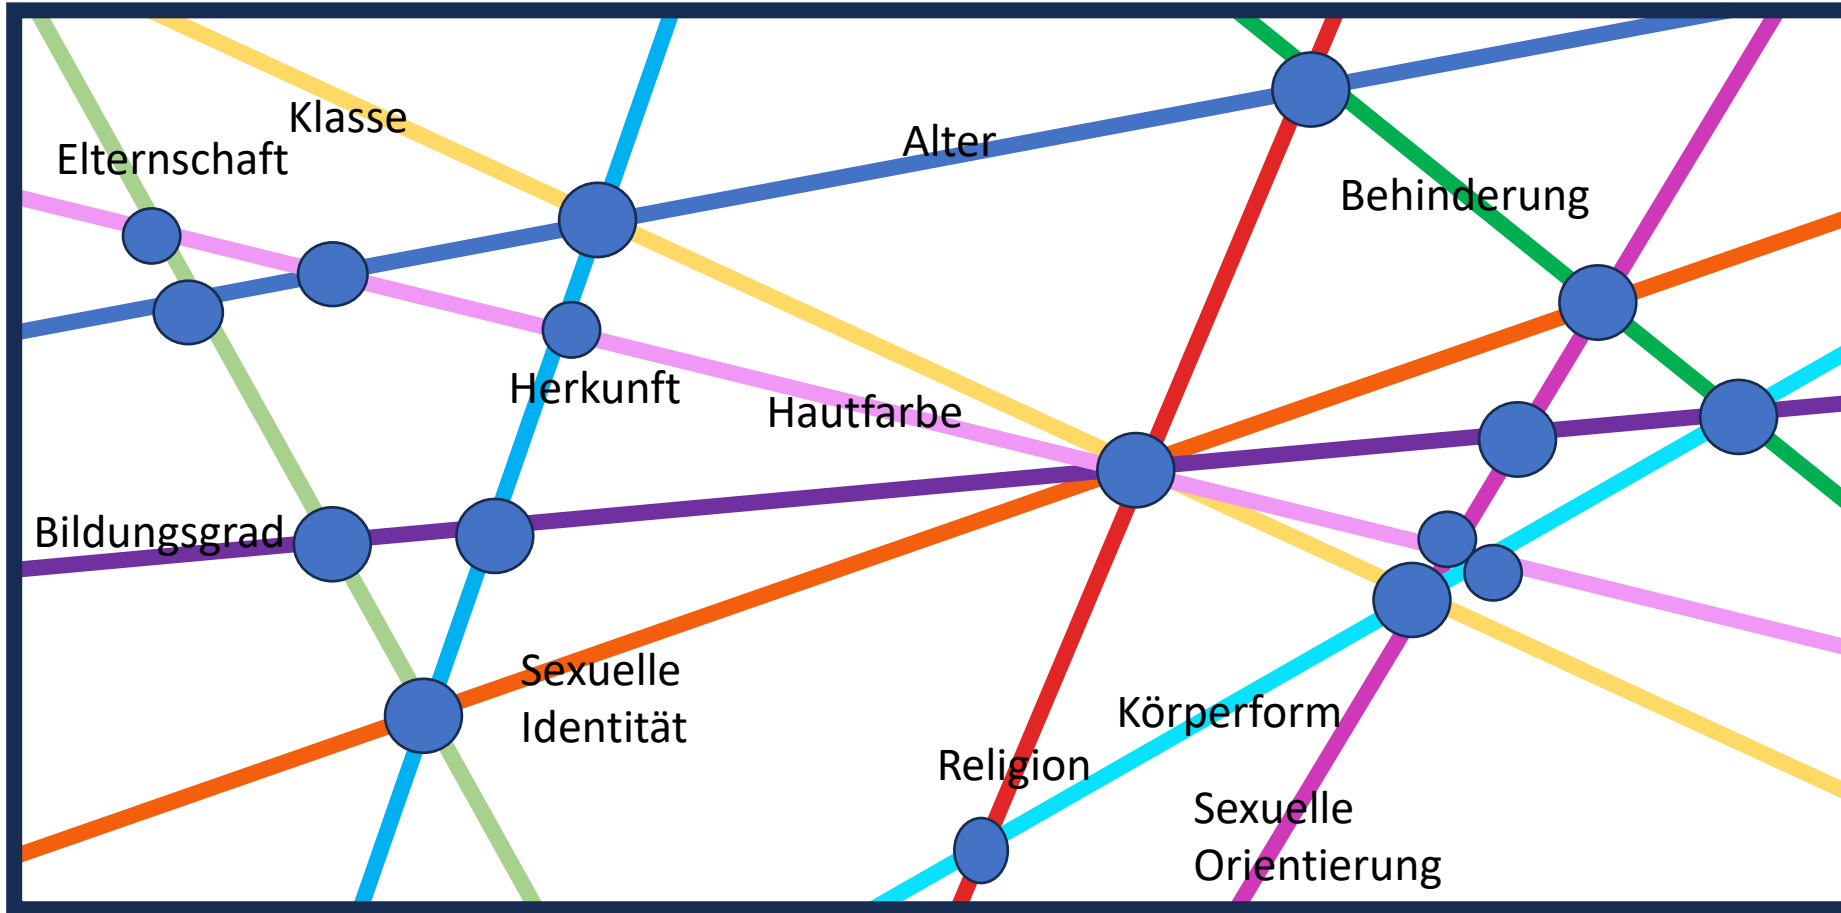 Klasse
Alter
Elternschaft
Behinderung
Herkunft
Hautfarbe
Bildungsgrad
Sexuelle
Identität
Körperform
Religion
Sexuelle
Orientierung